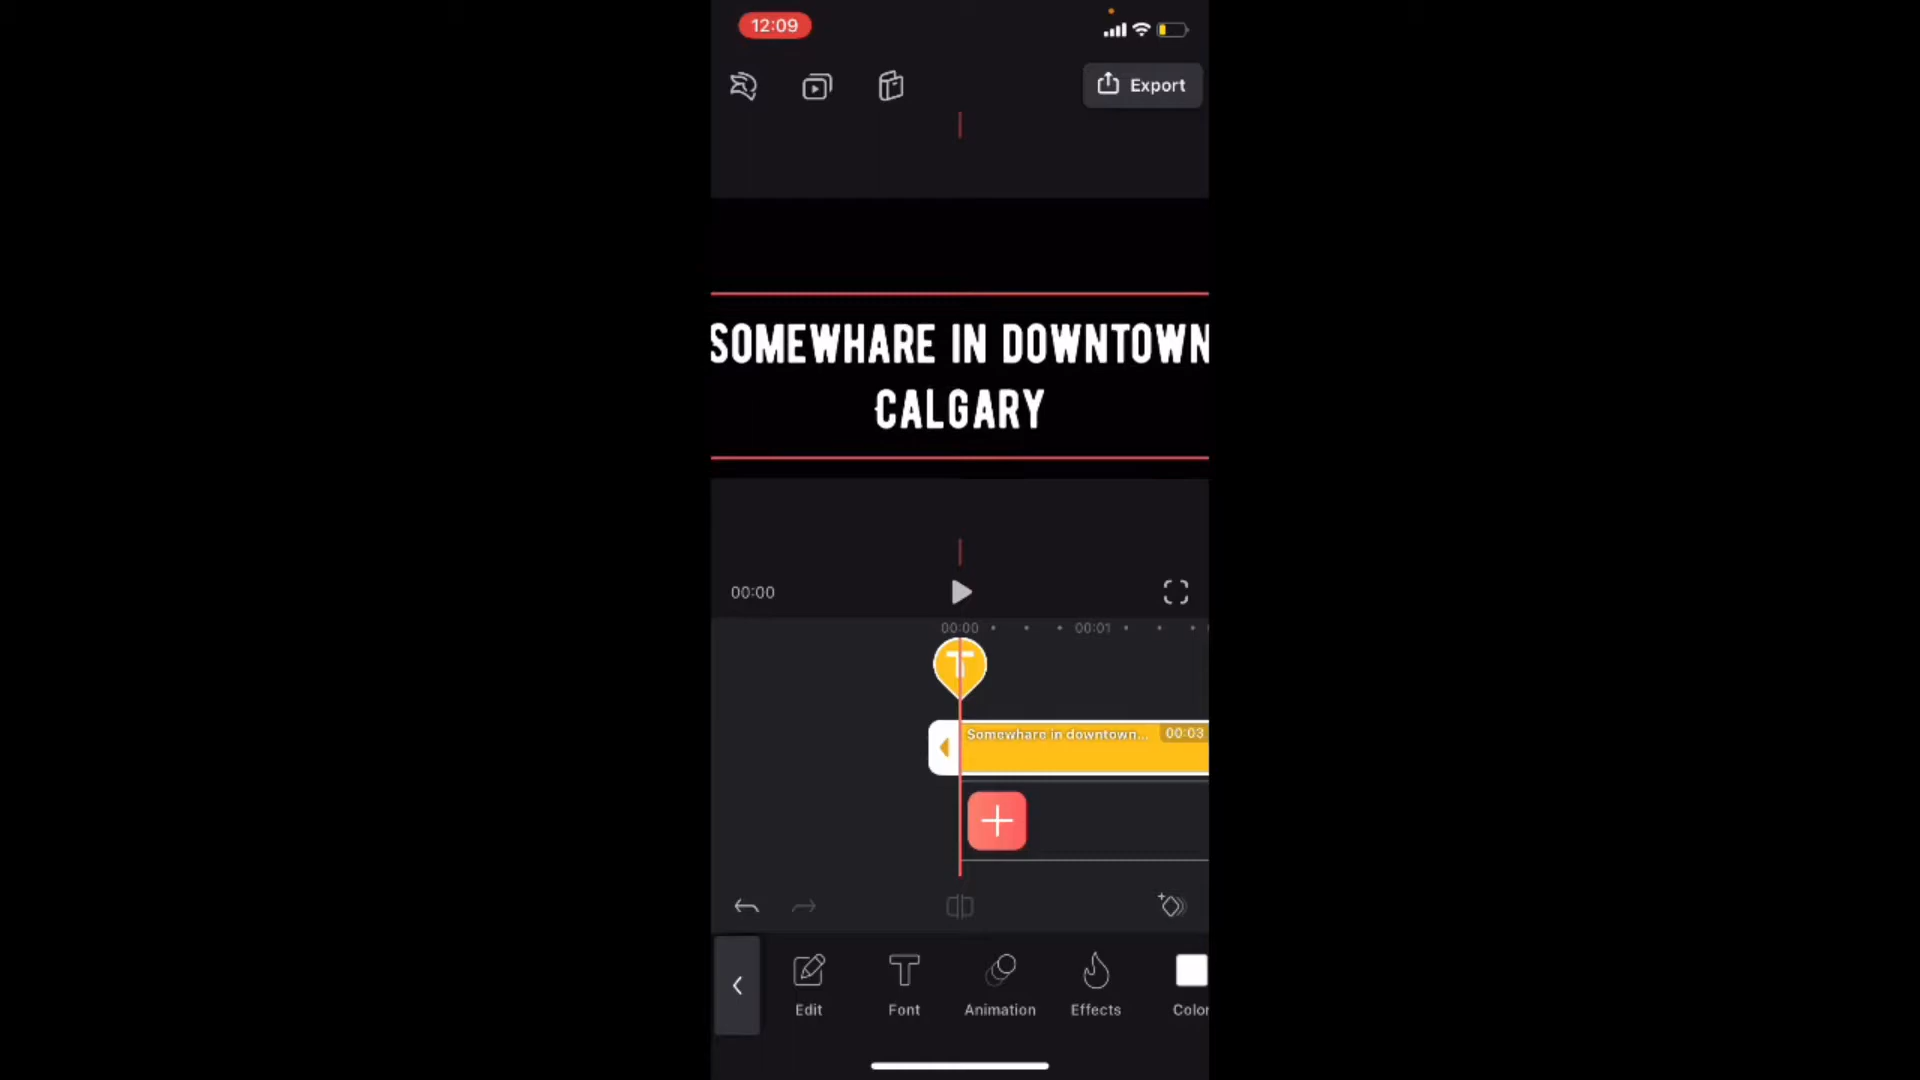 12:09
Export
SOMEWHARE IN DOWNTOWN
CALGARY
00:00
00:00 00:01
T
Somewhare in downtown... 00:03
Edit Font Animation Effects Color